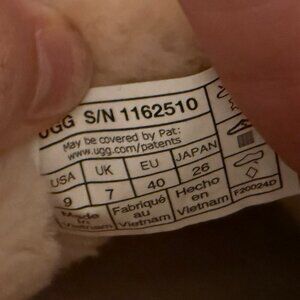 UGG S/N 1162510
May be covered by Pat:
www.ugg.com/patents
USA UK EU JAPAN
9 7 40 26
Made in Vietnam Fabriqué au Vietnam Hecho en Vietnam F20024D